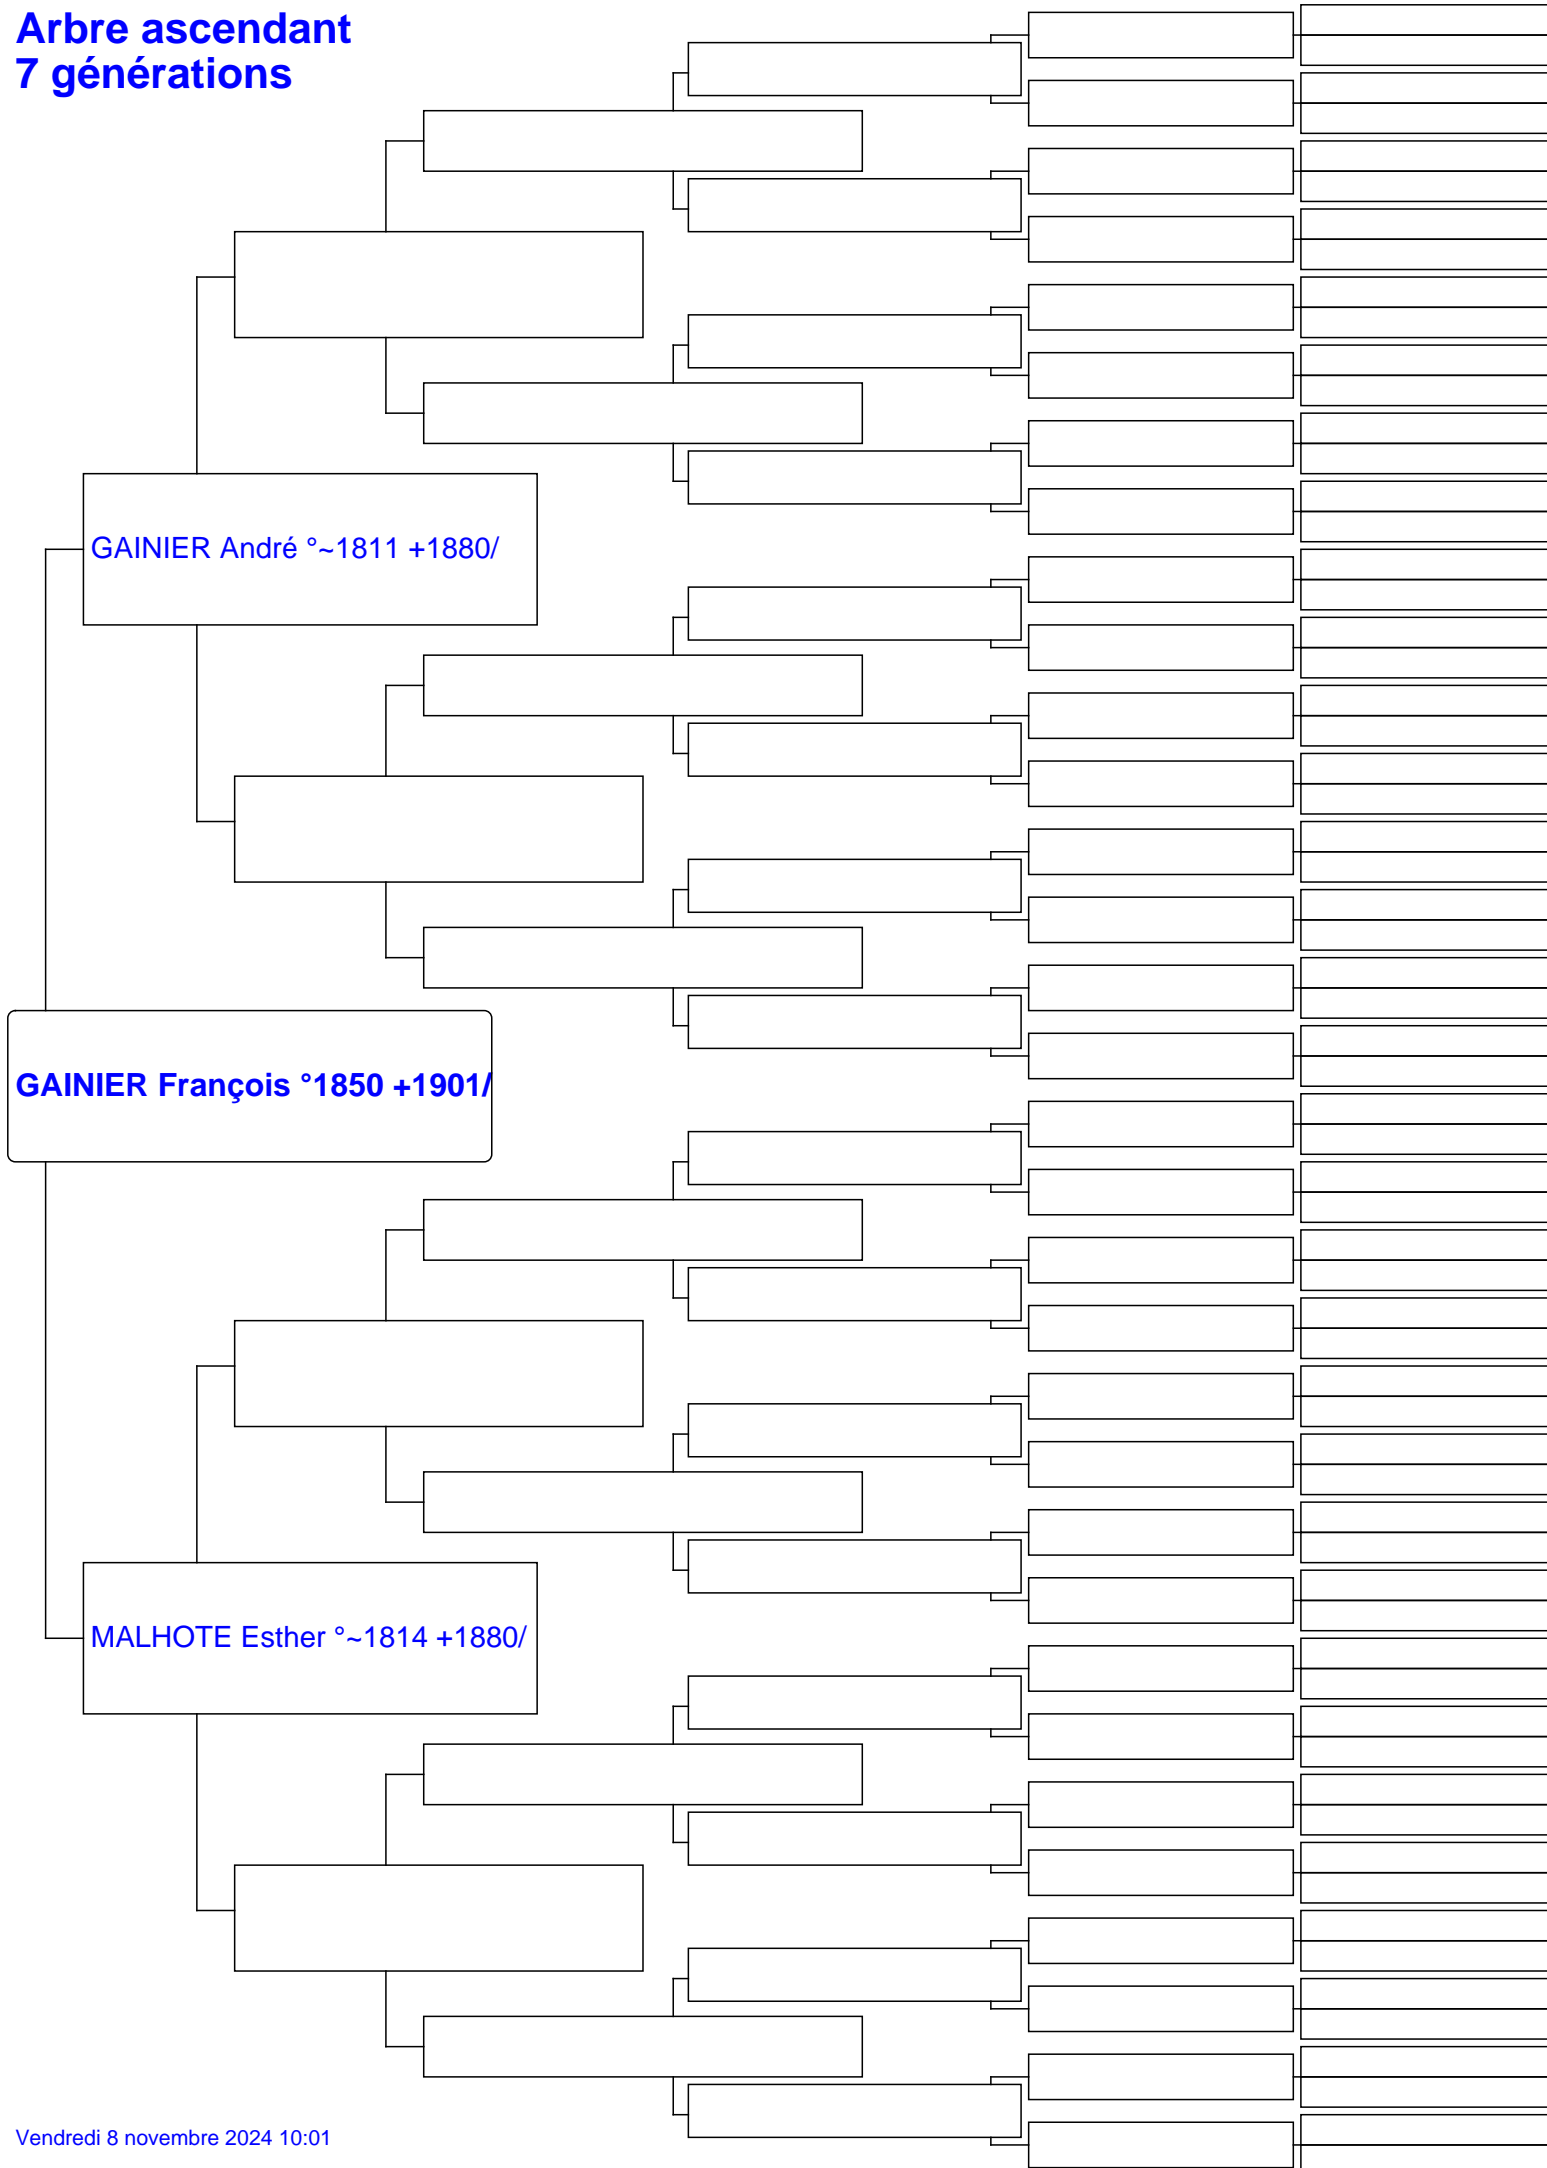 Arbre ascendant
7 générations
GAINIER André °~1811 +1880/
GAINIER François °1850 +1901/
MALHOTE Esther °~1814 +1880/
Vendredi 8 novembre 2024 10:01